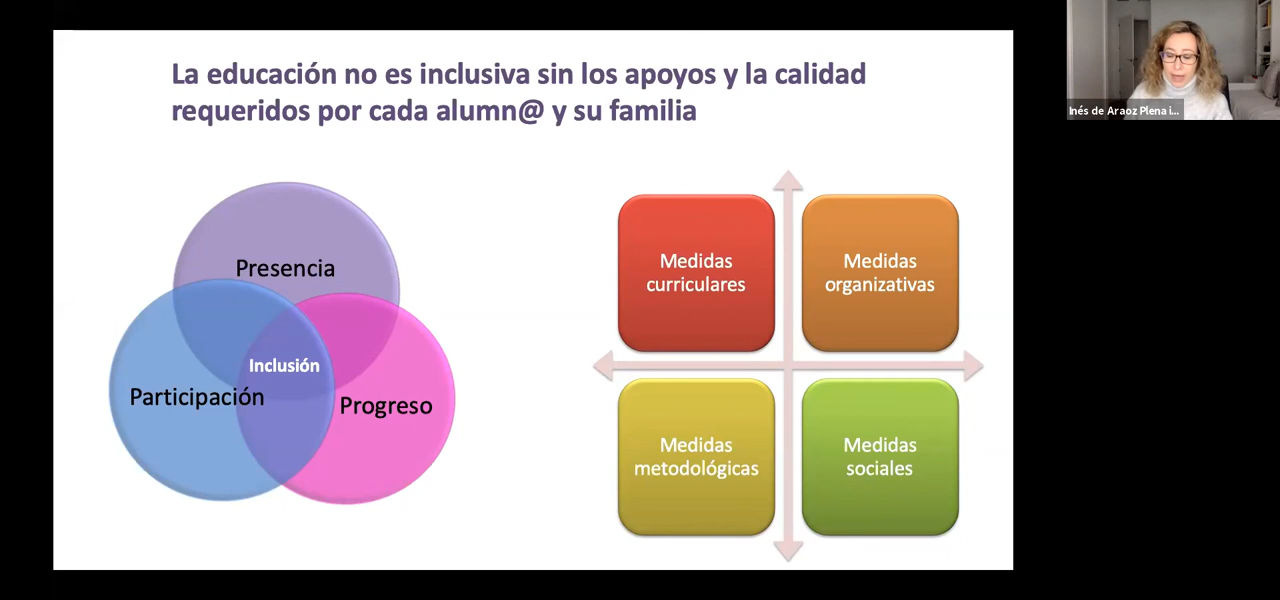 La educación no es inclusiva sin los apoyos y la calidad
requeridos por cada alumn@ y su familia
Presencia
Inclusión
Participación
Progreso
Medidas
curriculares
Medidas
organizativas
Medidas
metodológicas
Medidas
sociales
Inés de Araoz Plena i...